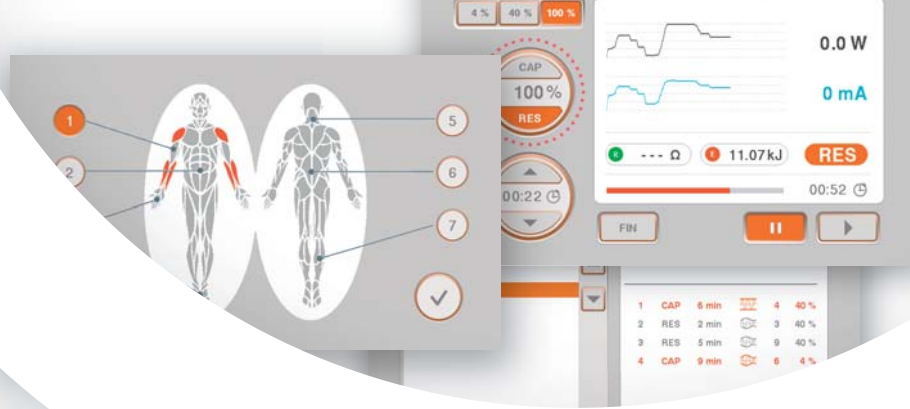 4 % 40 % 100 %
CAP
100 %
RES
00:22
0.0 W
0 mA
R --- Ω E 11.07 kJ RES
00:52
FIN
1
2
5
6
7
1 CAP 6 min 4 40 %
2 RES 2 min 3 40 %
3 RES 5 min 9 40 %
4 CAP 9 min 6 4 %